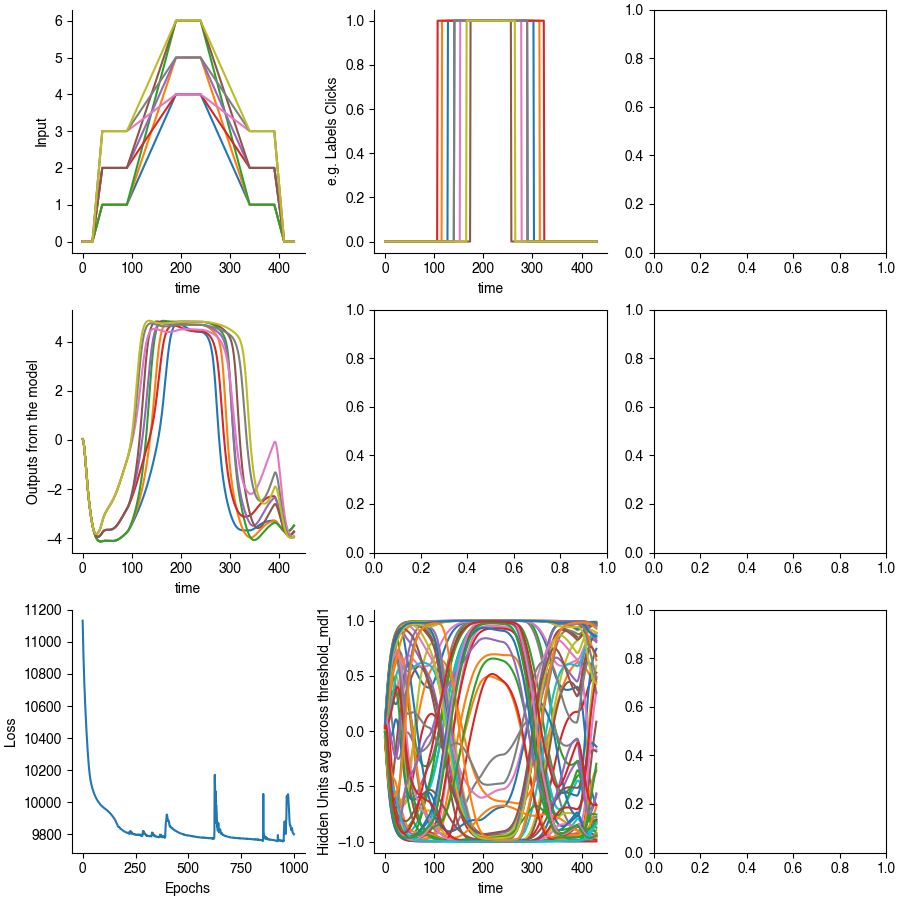 6
5
4
3
2
1
0
Input
0 100 200 300 400
time
1.0
0.8
0.6
0.4
0.2
0.0
e.g. Labels Clicks
0 100 200 300 400
time
1.0
0.8
0.6
0.4
0.2
0.0
0.0 0.2 0.4 0.6 0.8 1.0
4
2
0
−2
−4
Outputs from the model
0 100 200 300 400
time
1.0
0.8
0.6
0.4
0.2
0.0
0.0 0.2 0.4 0.6 0.8 1.0
1.0
0.8
0.6
0.4
0.2
0.0
0.0 0.2 0.4 0.6 0.8 1.0
11200
11000
10800
10600
10400
10200
10000
9800
Loss
0 250 500 750 1000
Epochs
1.0
0.5
0.0
−0.5
−1.0
Hidden Units avg across threshold_mdl1
0 100 200 300 400
time
1.0
0.8
0.6
0.4
0.2
0.0
0.0 0.2 0.4 0.6 0.8 1.0